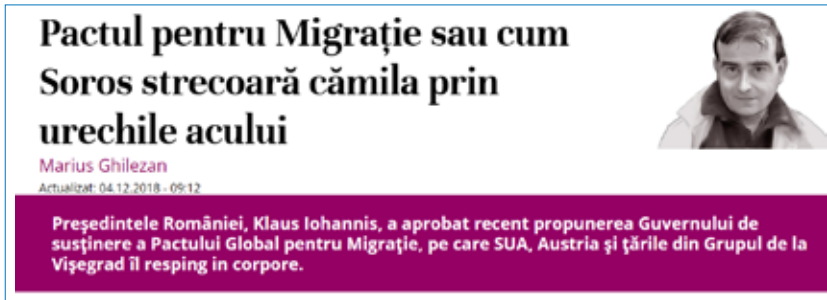 Pactul pentru Migrație sau cum
Soros strecoară cămila prin
urechile acului
Marius Ghilezan
Actualizat: 04.12.2018 - 09:12
Președintele României, Klaus Iohannis, a aprobat recent propunerea Guvernului de
susținere a Pactului Global pentru Migrație, pe care SUA, Austria și țările din Grupul de la
Vișegrad îl resping in corpore.